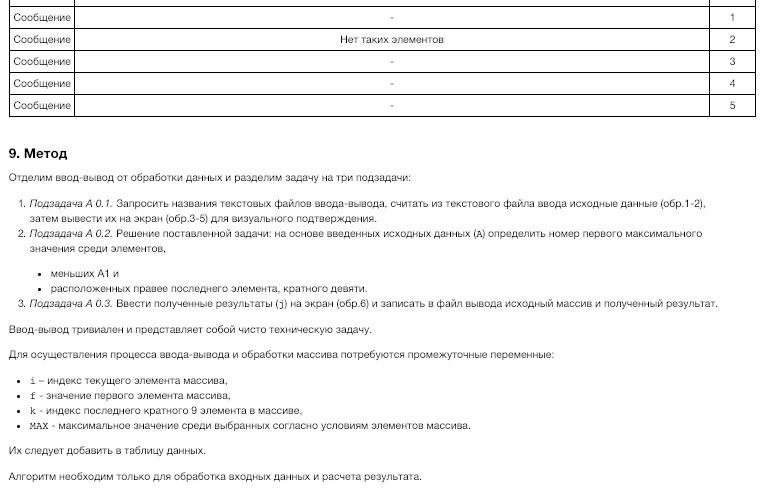 Сообщение - 1
Сообщение Нет таких элементов 2
Сообщение - 3
Сообщение - 4
Сообщение - 5
9. Метод
Отделим ввод-вывод от обработки данных и разделим задачу на три подзадачи:
1. Подзадача А 0.1. Запросить названия текстовых файлов ввода-вывода, считать из текстового файла ввода исходные данные (обр.1-2),
затем вывести их на экран (обр.3-5) для визуального подтверждения.
2. Подзадача А 0.2. Решение поставленной задачи: на основе введенных исходных данных (A) определить номер первого максимального
значения среди элементов,
• меньших А1 и
• расположенных правее последнего элемента, кратного девяти.
3. Подзадача А 0.3. Ввести полученные результаты (j) на экран (обр.6) и записать в файл вывода исходный массив и полученный результат.
Ввод-вывод тривиален и представляет собой чисто техническую задачу.
Для осуществления процесса ввода-вывода и обработки массива потребуются промежуточные переменные:
• i – индекс текущего элемента массива,
• f - значение первого элемента массива,
• k - индекс последнего кратного 9 элемента в массиве,
• MAX - максимальное значение среди выбранных согласно условиям элементов массива.
Их следует добавить в таблицу данных.
Алгоритм необходим только для обработка входных данных и расчета результата.